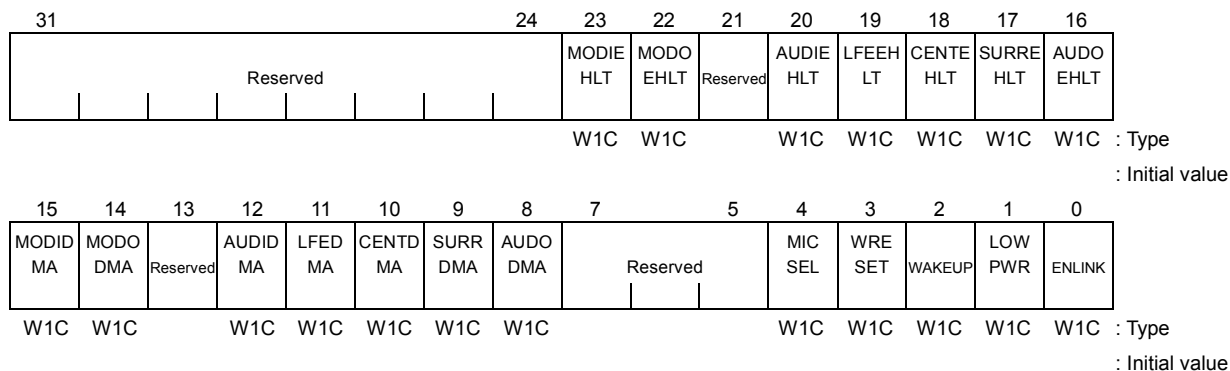 31 24 23 22 21 20 19 18 17 16
Reserved MODIE HLT MODO EHLT Reserved AUDIE HLT LFEEH LT CENTE HLT SURRE HLT AUDO EHLT
W1C W1C W1C W1C W1C W1C W1C : Type
: Initial value
15 14 13 12 11 10 9 8 7 5 4 3 2 1 0
MODID MA MODO DMA Reserved AUDID MA LFED MA CENTD MA SURR DMA AUDO DMA Reserved MIC SEL WRE SET WAKEUP LOW PWR ENLINK
W1C W1C W1C W1C W1C W1C W1C W1C W1C W1C W1C W1C : Type
: Initial value